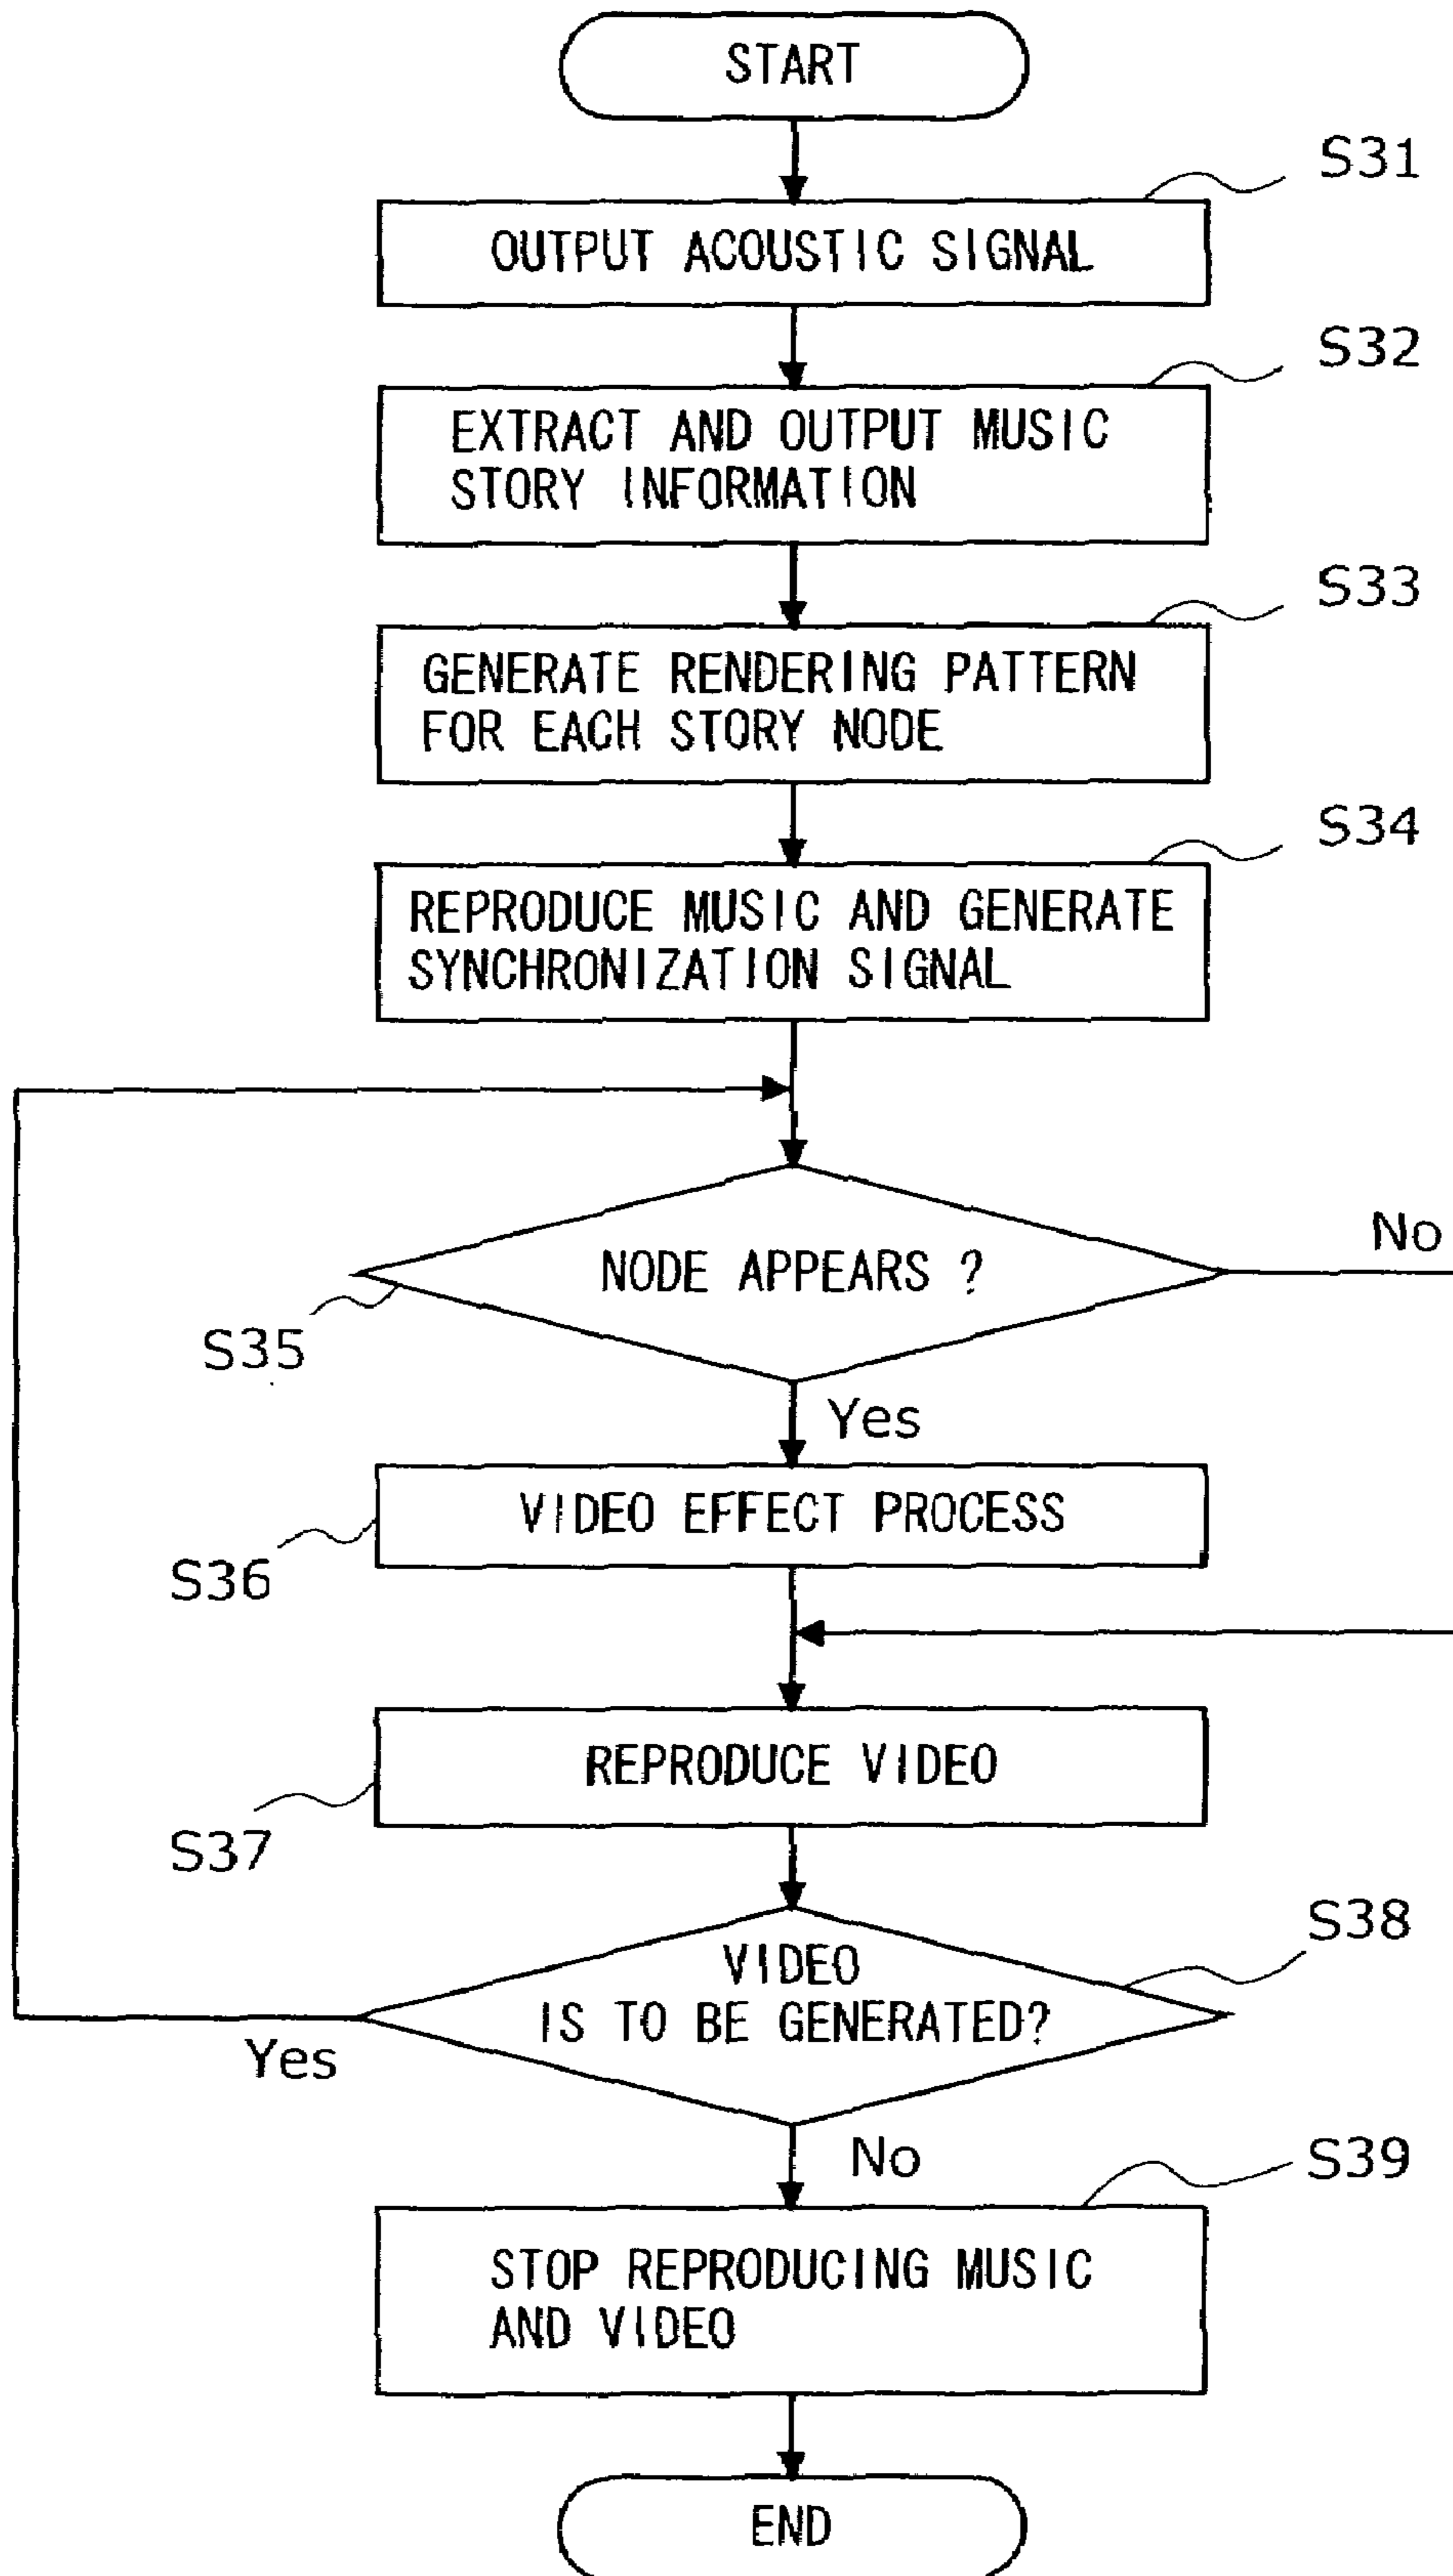 START
S31
OUTPUT ACOUSTIC SIGNAL
S32
EXTRACT AND OUTPUT MUSIC
STORY INFORMATION
S33
GENERATE RENDERING PATTERN
FOR EACH STORY NODE
S34
REPRODUCE MUSIC AND GENERATE
SYNCHRONIZATION SIGNAL
No
NODE APPEARS ?
S35
Yes
VIDEO EFFECT PROCESS
S36
REPRODUCE VIDEO
S37
S38
VIDEO
IS TO BE GENERATED?
Yes
No
S39
STOP REPRODUCING MUSIC
AND VIDEO
END